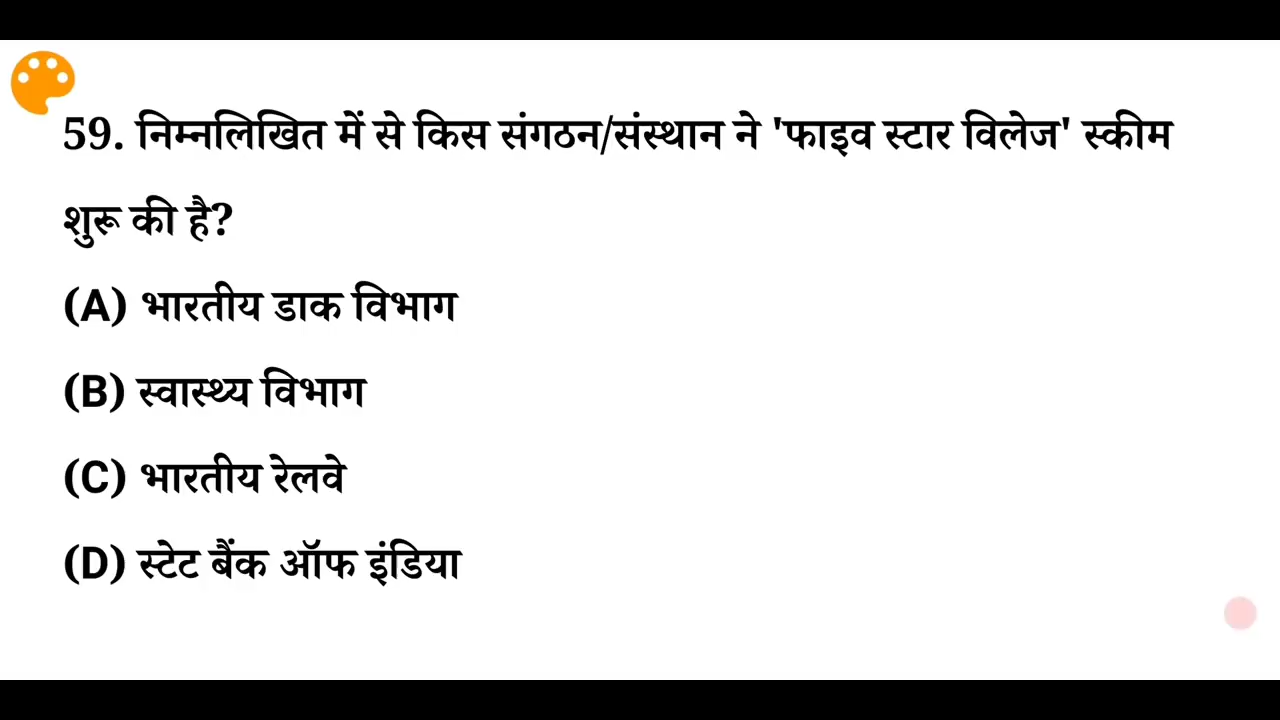 59. निम्नलिखित में से किस संगठन/संस्थान ने 'फाइव स्टार विलेज' स्कीम
शुरू की है?
(A) भारतीय डाक विभाग
(B) स्वास्थ्य विभाग
(C) भारतीय रेलवे
(D) स्टेट बैंक ऑफ इंडिया